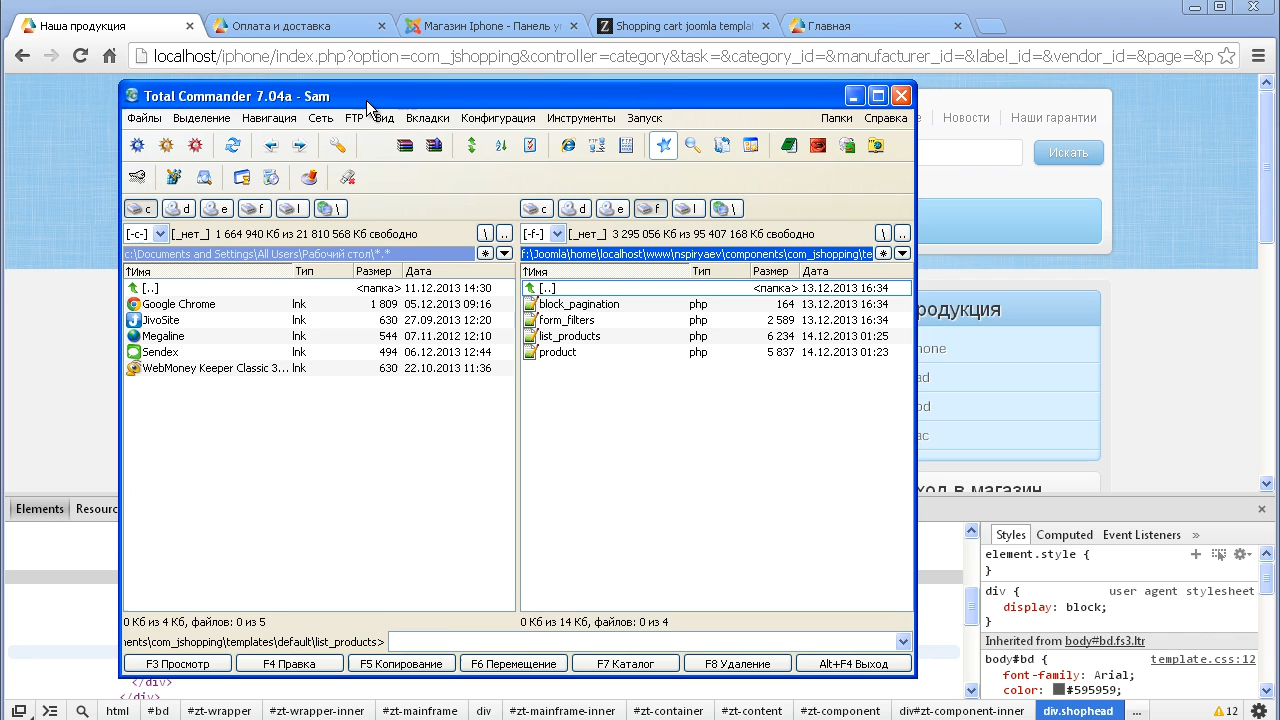 Наша продукция
Оплата и доставка
Магазин Iphone - Панель уп
Shopping cart joomla templat
Главная
localhost/iphone/index.php?option=com_jshopping&controller=category&task=&category_id=&manufacturer_id=&label_id=&vendor_id=&page=&p
Новости
Наши гарантии
Искать
Total Commander 7.04a - Sam
Файлы Выделение Навигация Сеть FTP Вид Вкладки Конфигурация Инструменты Запуск Папки Справка
c d e f l \
c d e f l \
[-c-] [_нет_] 1 664 940 Кб из 21 810 568 Кб свободно \ ..
[-f-] [_нет_] 3 295 056 Кб из 95 407 168 Кб свободно \ ..
c:\Documents and Settings\All Users\Рабочий стол\*.*
f:\Joomla\home\localhost\www\nspiryaev\components\com_jshopping\te
↑Имя Тип Размер Дата
[..] <папка> 11.12.2013 14:30
Google Chrome lnk 1 809 05.12.2013 09:16
JivoSite lnk 630 27.09.2013 12:20
Megaline lnk 544 07.11.2012 12:10
Sendex lnk 494 06.12.2013 12:44
WebMoney Keeper Classic 3... lnk 630 22.10.2013 11:36
↑Имя Тип Размер Дата
[..] <папка> 13.12.2013 16:34
block_pagination php 164 13.12.2013 16:34
form_filters php 2 589 13.12.2013 16:34
list_products php 6 234 14.12.2013 01:25
product php 5 837 14.12.2013 01:23
0 Кб из 4 Кб, файлов: 0 из 5
0 Кб из 14 Кб, файлов: 0 из 4
nents\com_jshopping\templates\default\list_products>
F3 Просмотр F4 Правка F5 Копирование F6 Перемещение F7 Каталог F8 Удаление Alt+F4 Выход
родукция
hone
ad
od
ac
ход в магазин
Elements Resourc
</div>
</div>
Styles Computed Event Listeners »
element.style {
}
div { user agent stylesheet
display: block;
}
Inherited from body#bd.fs3.ltr
body#bd { template.css:12
font-family: Arial;
color: #595959;
html #bd #zt-wrapper #zt-wrapper-inner #zt-mainframe div #zt-mainframe-inner #zt-container #zt-content #zt-component div#zt-component-inner div.shophead ... 12